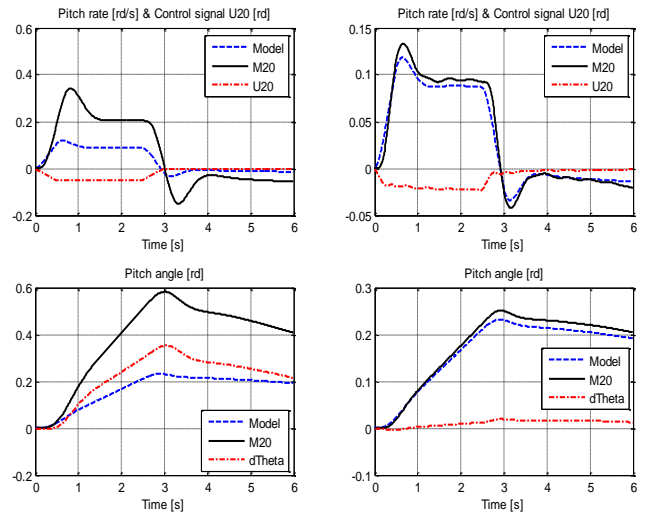 Pitch rate [rd/s] & Control signal U20 [rd]
0.6
0.4
0.2
0
-0.2
Model
M20
U20
0 1 2 3 4 5 6
Time [s]
Pitch rate [rd/s] & Control signal U20 [rd]
0.15
0.10
0.05
0
-0.05
Model
M20
U20
0 1 2 3 4 5 6
Time [s]
Pitch angle [rd]
0.6
0.4
0.2
0
-0.2
Model
M20
dTheta
0 1 2 3 4 5 6
Time [s]
Pitch angle [rd]
0.3
0.2
0.1
0
-0.1
Model
M20
dTheta
0 1 2 3 4 5 6
Time [s]